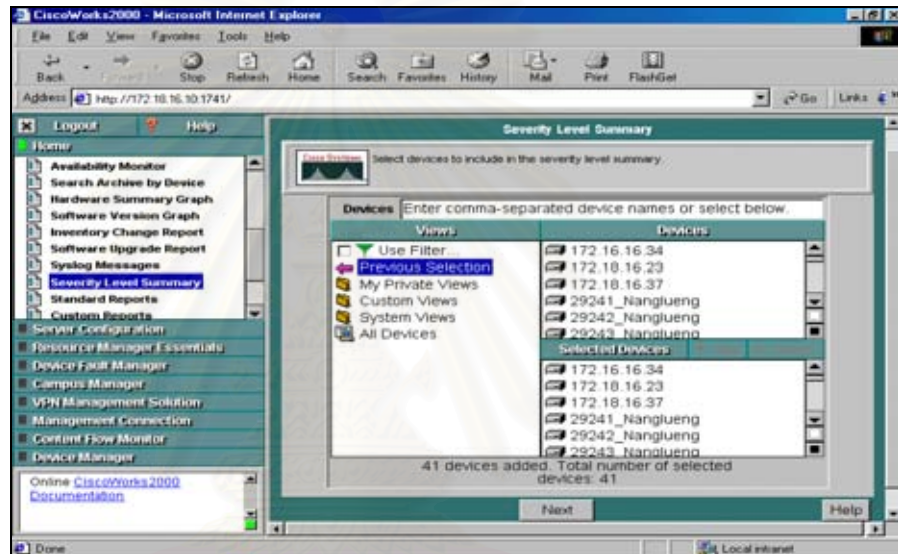 CiscoWorks2000 - Microsoft Internet Explorer
File Edit View Favorites Tools Help
Back Forward Stop Refresh Home Search Favorites History Mail Print FlashGet
Address http://172.18.16.10:1741/ Go Links
Logout Help
Home
Availability Monitor
Search Archive by Device
Hardware Summary Graph
Software Version Graph
Inventory Change Report
Software Upgrade Report
Syslog Messages
Severity Level Summary
Standard Reports
Custom Reports
Server Configuration
Resource Manager Essentials
Device Fault Manager
Campus Manager
VPN Management Solution
Management Connection
Content Flow Monitor
Device Manager
Online CiscoWorks2000
Documentation
Severity Level Summary
Cisco Systems
Select devices to include in the severity level summary.
Devices Enter comma-separated device names or select below.
Views
Use Filter...
Previous Selection
My Private Views
Custom Views
System Views
All Devices
Devices
172.16.16.34
172.18.16.23
172.18.16.37
29241_Nanglueng
29242_Nanglueng
29243_Nanglueng
Selected Devices
172.16.16.34
172.18.16.23
172.18.16.37
29241_Nanglueng
29242_Nanglueng
29243_Nanglueng
41 devices added. Total number of selected
devices: 41
Next Help
Done Local intranet